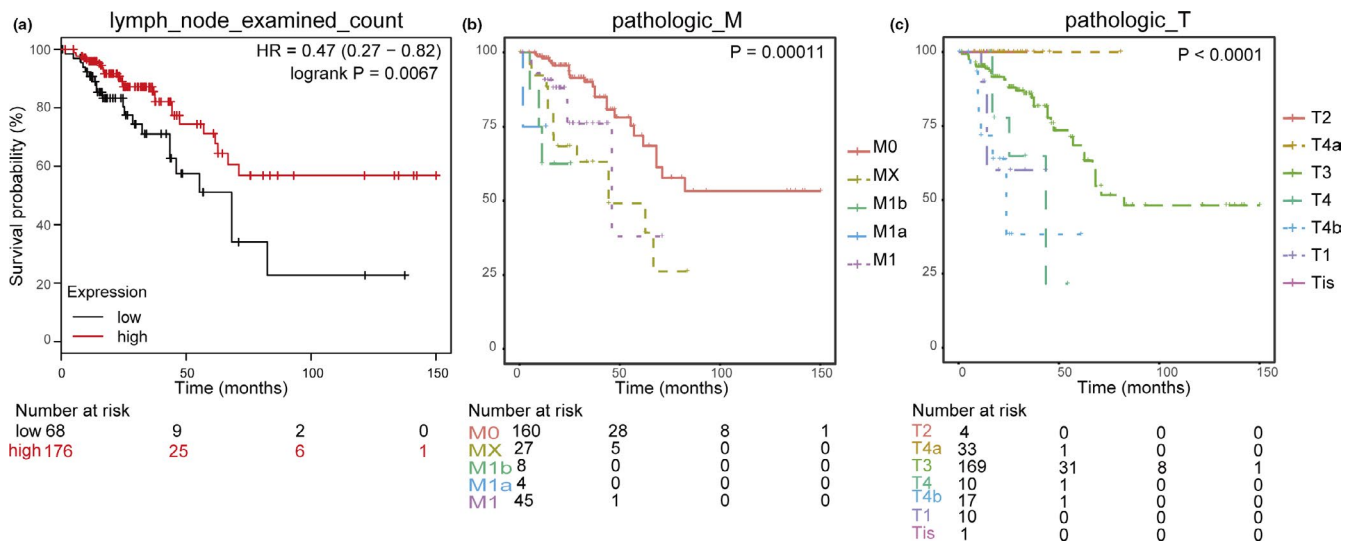 (a) lymph_node_examined_count
HR = 0.47 (0.27 − 0.82)
logrank P = 0.0067
Survival probability (%)
100
80
60
40
20
0
Expression
low
high
0 50 100 150
Time (months)
Number at risk
low 68 9 2 0
high 176 25 6 1
(b) pathologic_M
P = 0.00011
100
75
50
25
0
M0
MX
M1b
M1a
M1
0 50 100 150
Time (months)
Number at risk
M0 160 28 8 1
MX 27 5 0 0
M1b 8 0 0 0
M1a 4 0 0 0
M1 45 1 0 0
(c) pathologic_T
P < 0.0001
100
75
50
25
0
T2
T4a
T3
T4
T4b
T1
Tis
0 50 100 150
Time (months)
Number at risk
T2 4 0 0 0
T4a 33 1 0 0
T3 169 31 8 1
T4 10 1 0 0
T4b 17 1 0 0
T1 10 0 0 0
Tis 1 0 0 0